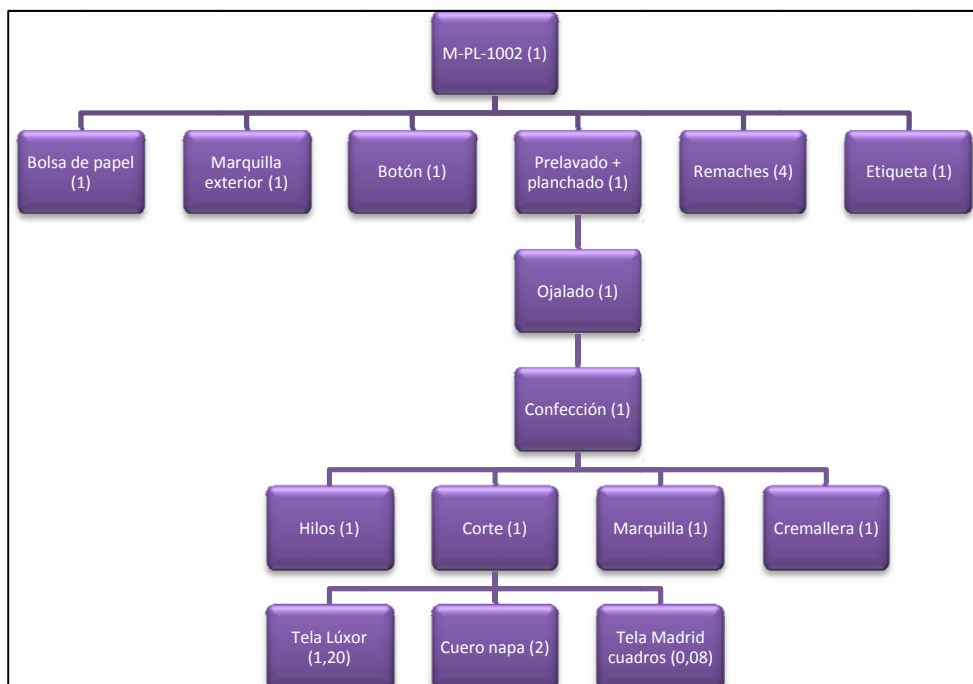 M-PL-1002 (1)
Bolsa de papel
(1)
Marquilla
exterior (1)
Botón (1)
Prelavado +
planchado (1)
Remaches (4)
Etiqueta (1)
Ojalado (1)
Confección (1)
Hilos (1)
Corte (1)
Marquilla (1)
Cremallera (1)
Tela Lúxor
(1,20)
Cuero napa (2)
Tela Madrid
cuadros (0,08)